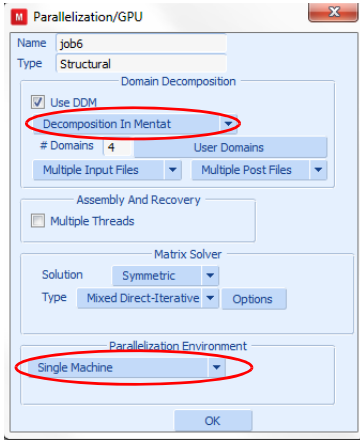 M Parallelization/GPU X
Name job6
Type Structural
Domain Decomposition
Use DDM
Decomposition In Mentat
# Domains 4 User Domains
Multiple Input Files Multiple Post Files
Assembly And Recovery
Multiple Threads
Matrix Solver
Solution Symmetric
Type Mixed Direct-Iterative Options
Parallelization Environment
Single Machine
OK